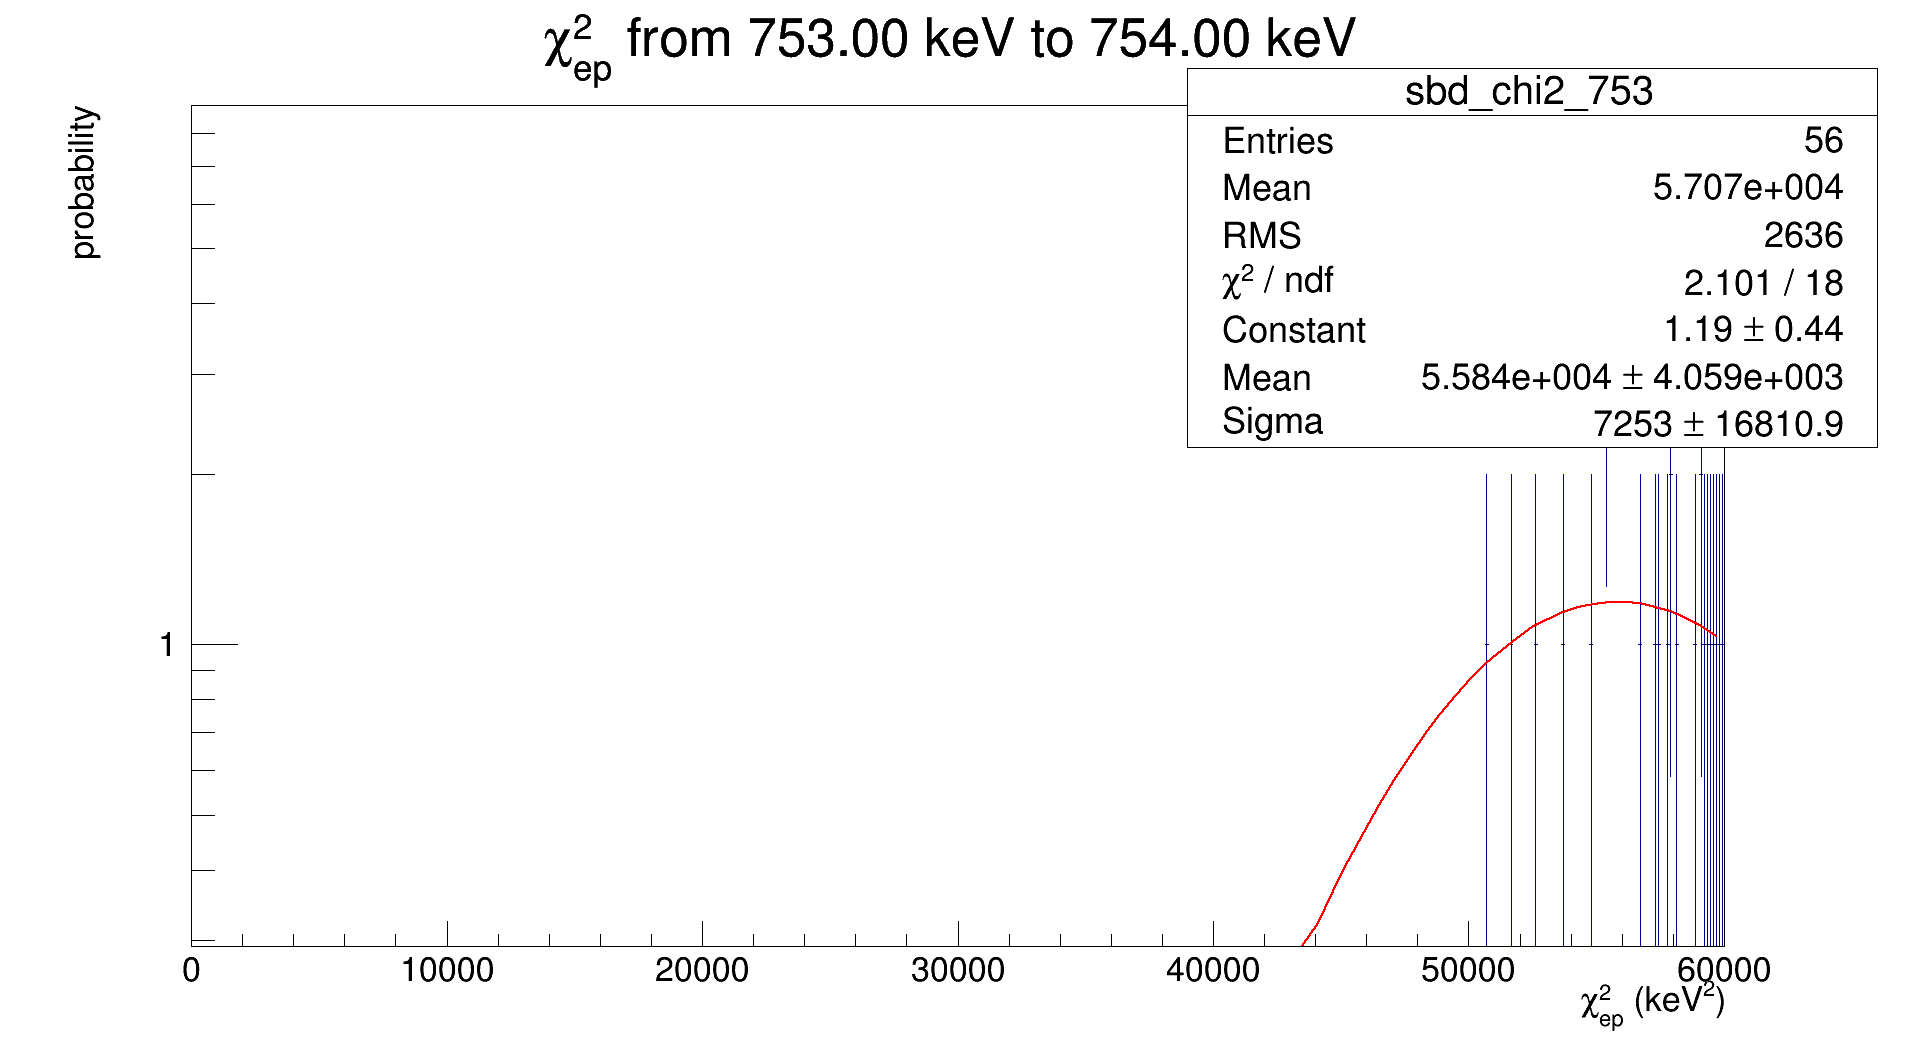 χ²ep from 753.00 keV to 754.00 keV
probability
sbd_chi2_753
Entries 56
Mean 5.707e+004
RMS 2636
χ² / ndf 2.101 / 18
Constant 1.19 ± 0.44
Mean 5.584e+004 ± 4.059e+003
Sigma 7253 ± 16810.9
1
0 10000 20000 30000 40000 50000 60000
χ²ep (keV²)